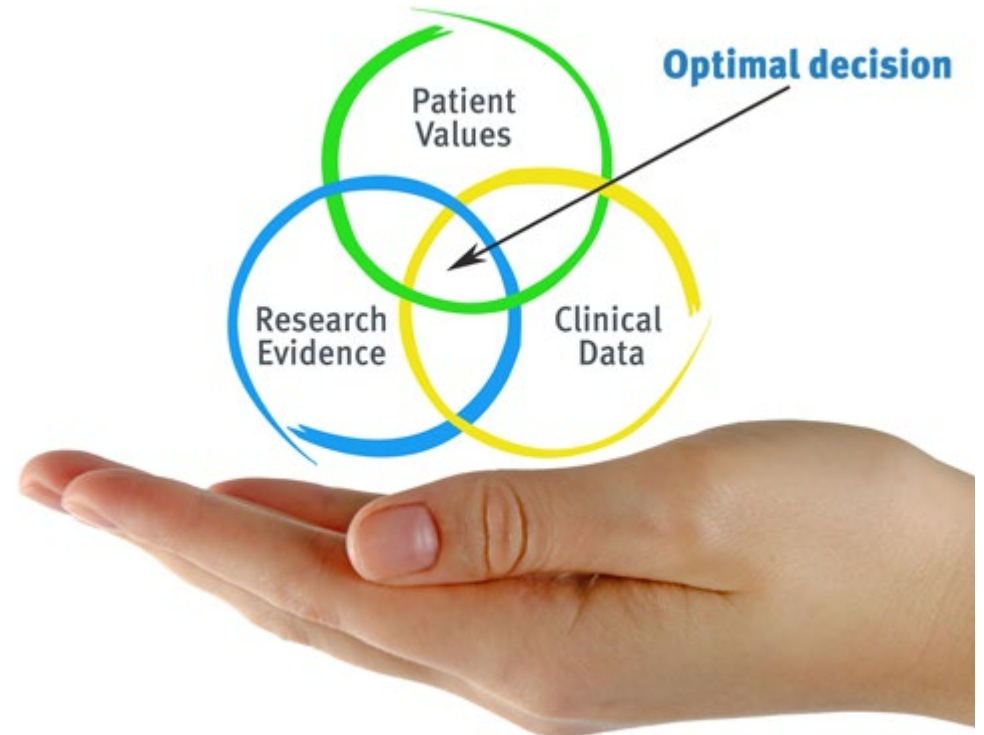 Optimal decision
Patient
Values
Research
Evidence
Clinical
Data